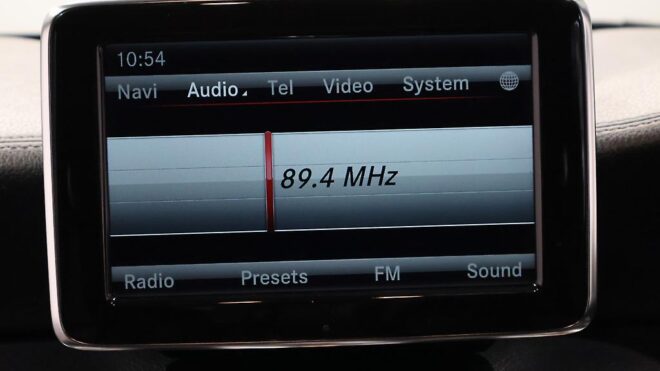 10:54
Navi Audio Tel Video System
89.4 MHz
Radio Presets FM Sound